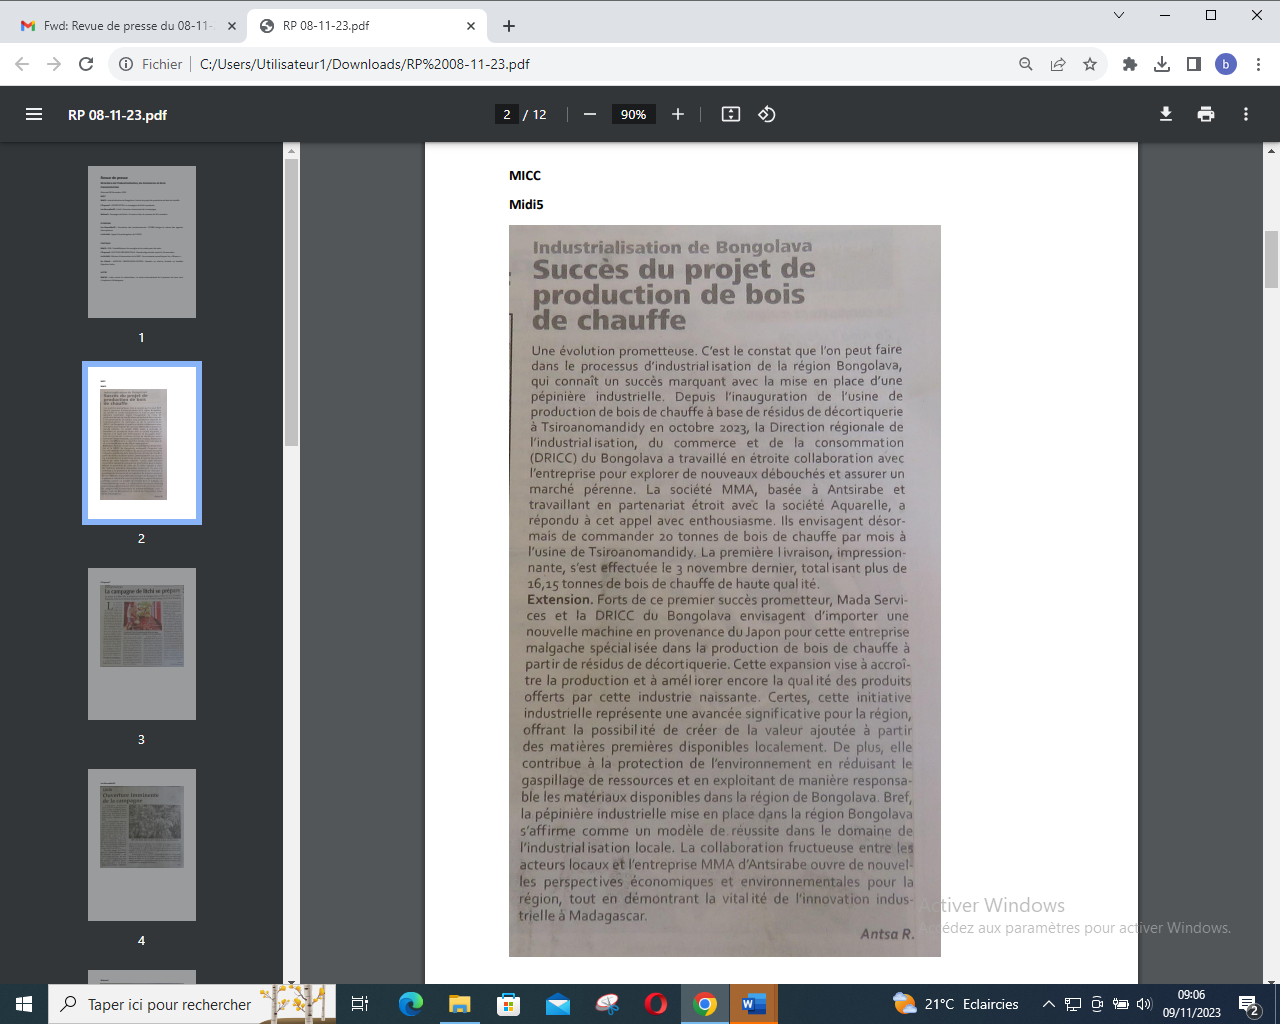 Fwd: Revue de presse du 08-11-
RP 08-11-23.pdf
Fichier
C:/Users/Utilisateur1/Downloads/RP%2008-11-23.pdf
b
RP 08-11-23.pdf
2 / 12
90%
1
2
3
4
MICC
Midi5
Industrialisation de Bongolava
Succès du projet de
production de bois
de chauffe
Une évolution prometteuse. C'est le constat que l'on peut faire
dans le processus d'industrialisation de la région Bongolava,
qui connaît un succès marquant avec la mise en place d'une
pépinière industrielle. Depuis l'inauguration de l'usine de
production de bois de chauffe à base de résidus de décortiquerie
à Tsiroanomandidy en octobre 2023, la Direction régionale de
l'industrialisation, du commerce et de la consommation
(DRICC) du Bongolava a travaillé en étroite collaboration avec
l'entreprise pour explorer de nouveaux débouchés et assurer un
marché pérenne. La société MMA, basée à Antsirabe et
travaillant en partenariat étroit avec la société Aquarelle, a
répondu à cet appel avec enthousiasme. Ils envisagent désor-
mais de commander 20 tonnes de bois de chauffe par mois à
l'usine de Tsiroanomandidy. La première livraison, impression-
nante, s'est effectuée le 3 novembre dernier, totalisant plus de
16,15 tonnes de bois de chauffe de haute qualité.
Extension. Forts de ce premier succès prometteur, Mada Servi-
ces et la DRICC du Bongolava envisagent d'importer une
nouvelle machine en provenance du Japon pour cette entreprise
malgache spécialisée dans la production de bois de chauffe à
partir de résidus de décortiquerie. Cette expansion vise à accroî-
tre la production et à améliorer encore la qualité des produits
offerts par cette industrie naissante. Certes, cette initiative
industrielle représente une avancée significative pour la région,
offrant la possibilité de créer de la valeur ajoutée à partir
des matières premières disponibles localement. De plus, elle
contribue à la protection de l'environnement en réduisant le
gaspillage de ressources et en exploitant de manière responsa-
ble les matériaux disponibles dans la région de Bongolava. Bref,
la pépinière industrielle mise en place dans la région Bongolava
s'affirme comme un modèle de réussite dans le domaine de
l'industrialisation locale. La collaboration fructueuse entre les
acteurs locaux et l'entreprise MMA d'Antsirabe ouvre de nouvel-
les perspectives économiques et environnementales pour la
région, tout en démontrant la vitalité de l'innovation indus-
trielle à Madagascar.
Antsa R.
Activer Windows
Accédez aux paramètres pour activer Windows.
Taper ici pour rechercher
21°C Eclaircies
09:06
09/11/2023
2